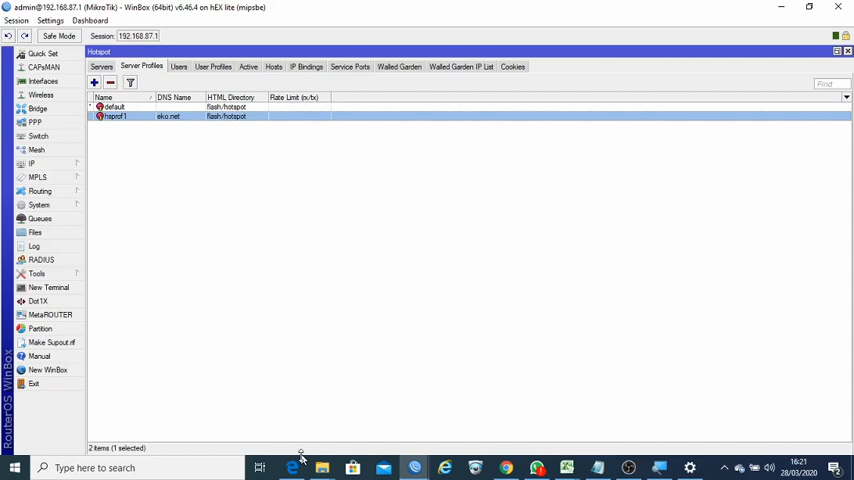 admin@192.168.87.1 (MikroTik) - WinBox (64bit) v6.46.4 on hEX lite (mipsbe)
Session Settings Dashboard
Safe Mode Session: 192.168.87.1
Quick Set
CAPsMAN
Interfaces
Wireless
Bridge
PPP
Switch
Mesh
IP
MPLS
Routing
System
Queues
Files
Log
RADIUS
Tools
New Terminal
Dot1X
MetaROUTER
Partition
Make Supout.rif
Manual
New WinBox
Exit
RouterOS WinBox
Hotspot
Servers Server Profiles Users User Profiles Active Hosts IP Bindings Service Ports Walled Garden Walled Garden IP List Cookies
Find
Name DNS Name HTML Directory Rate Limit (rx/tx)
* default flash/hotspot
hsprof1 eko.net flash/hotspot
2 items (1 selected)
Type here to search
16:21
28/03/2020
2